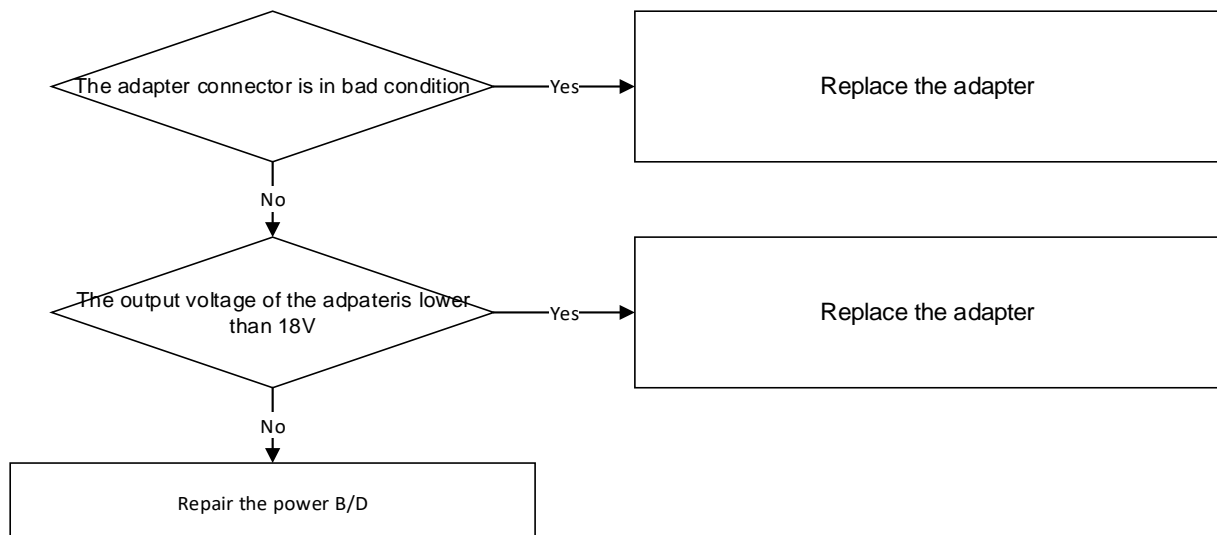 The adapter connector is in bad condition
Yes
Replace the adapter
No
The output voltage of the adpateris lower
than 18V
Yes
Replace the adapter
No
Repair the power B/D